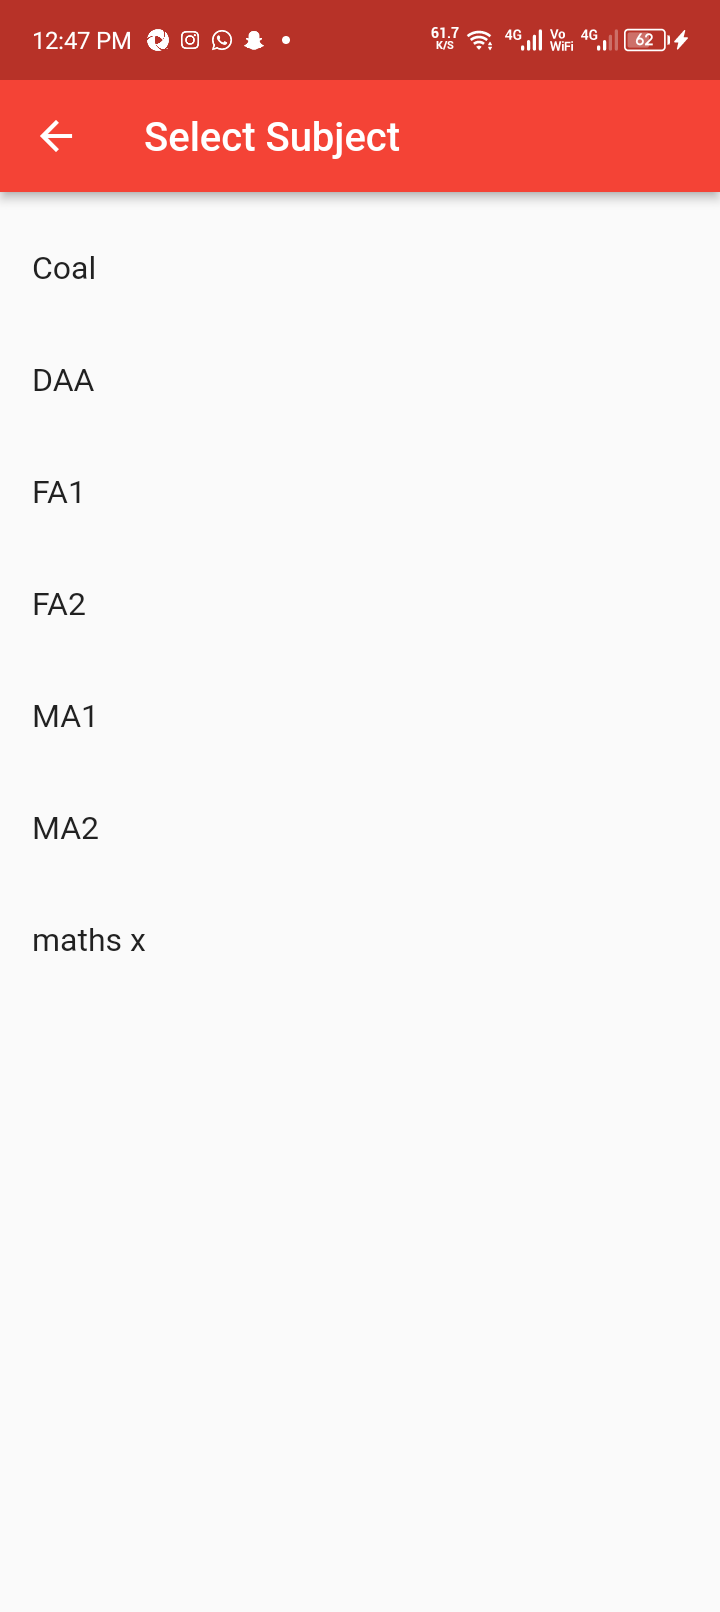 12:47 PM
61.7 K/S 4G Vo WiFi 4G 62
Select Subject
Coal
DAA
FA1
FA2
MA1
MA2
maths x